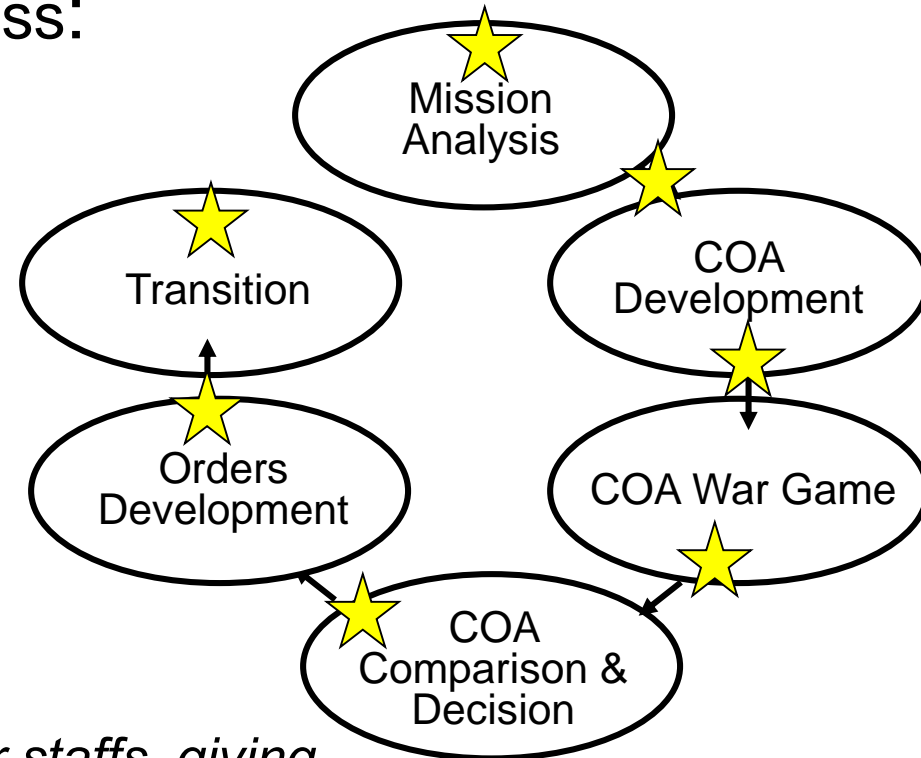 ss:
Mission
Analysis
COA
Development
COA War Game
COA
Comparison &
Decision
Orders
Development
Transition
r staffs, giving